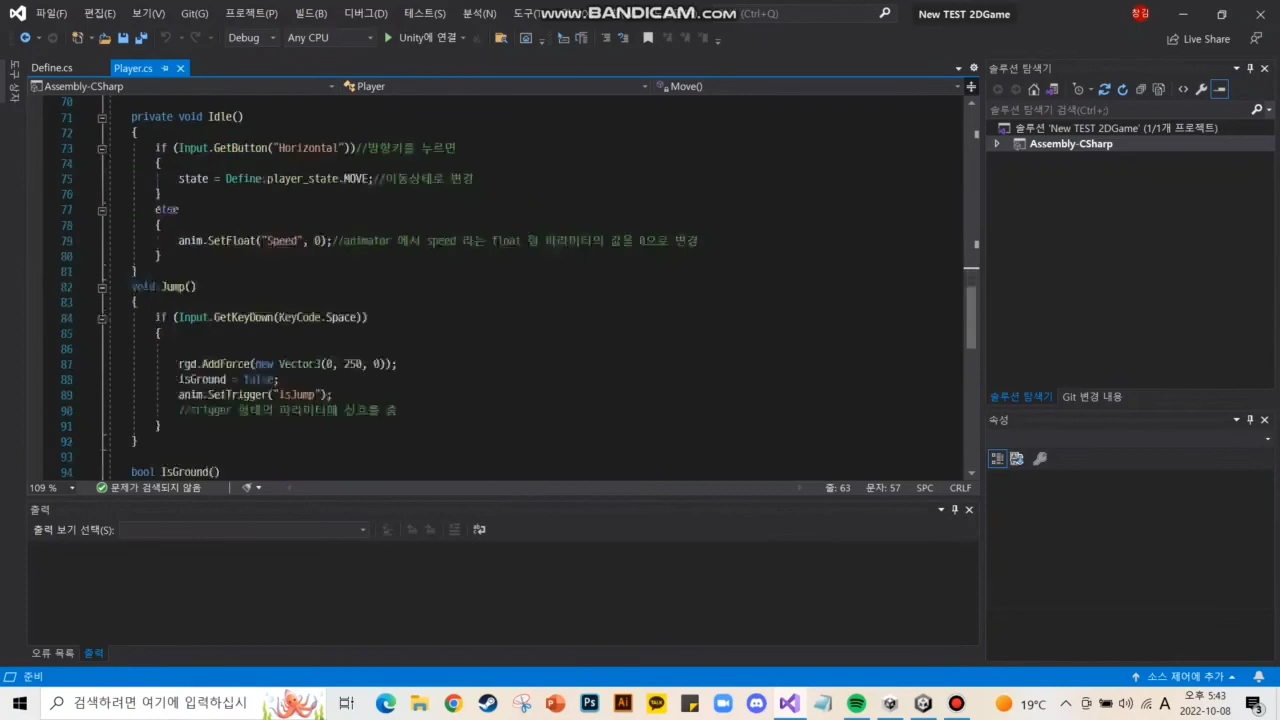 파일(F) 편집(E) 보기(V) Git(G) 프로젝트(P) 빌드(B) 디버그(D) 테스트(S) 분석(N) 도구(T) www.BANDICAM.com (Ctrl+Q) New TEST 2DGame 창김
Debug Any CPU Unity에 연결 Live Share
Define.cs Player.cs
Assembly-CSharp Player Move()
70
71 private void Idle()
72 {
73 if (Input.GetButton("Horizontal"))//방향키를 누르면
74 {
75 state = Define.player_state.MOVE;//이동상태로 변경
76 }
77 else
78 {
79 anim.SetFloat("Speed", 0);//animator 에서 speed 라는 float 형 파라미터의 값을 0으로 변경
80 }
81 }
82 void Jump()
83 {
84 if (Input.GetKeyDown(KeyCode.Space))
85 {
86
87 rgd.AddForce(new Vector3(0, 250, 0));
88 isGround = false;
89 anim.SetTrigger("isJump");
90 //Trigger 형태의 파라미터에 신호를 줌
91 }
92 }
93
94 bool IsGround()
109 % 문제가 검색되지 않음 줄: 63 문자: 57 SPC CRLF
출력
출력 보기 선택(S):
오류 목록 출력
도구 상자
솔루션 탐색기
솔루션 탐색기 검색(Ctrl+;)
솔루션 'New TEST 2DGame' (1/1개 프로젝트)
Assembly-CSharp
솔루션 탐색기 Git 변경 내용
속성
준비 소스 제어에 추가
검색하려면 여기에 입력하십시 TALK 19°C A 오후 5:43
2022-10-08 3